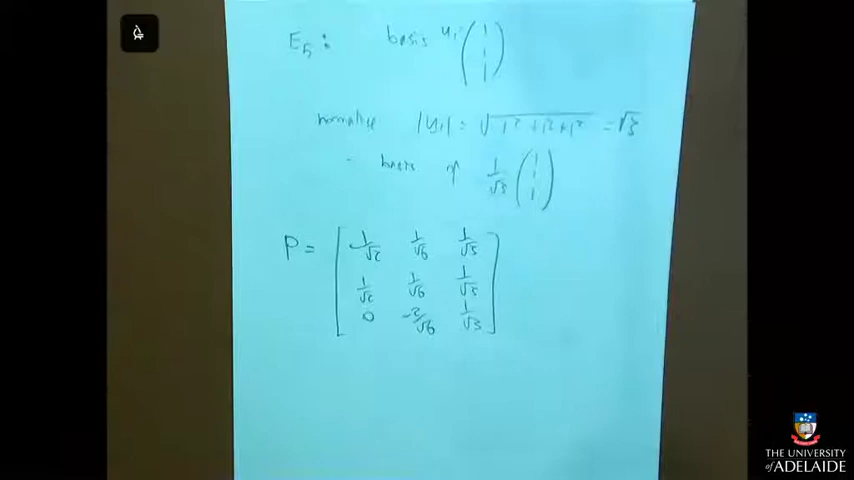 E5: basis u1= (1 1 1)
normalise |u1| = √1² + 1² + 1² = √3
basis of 1/√3 (1 1 1)
P = [ -1/√2 1/√6 1/√3
1/√2 1/√6 1/√3
0 -2/√6 1/√3 ]
THE UNIVERSITY
of ADELAIDE